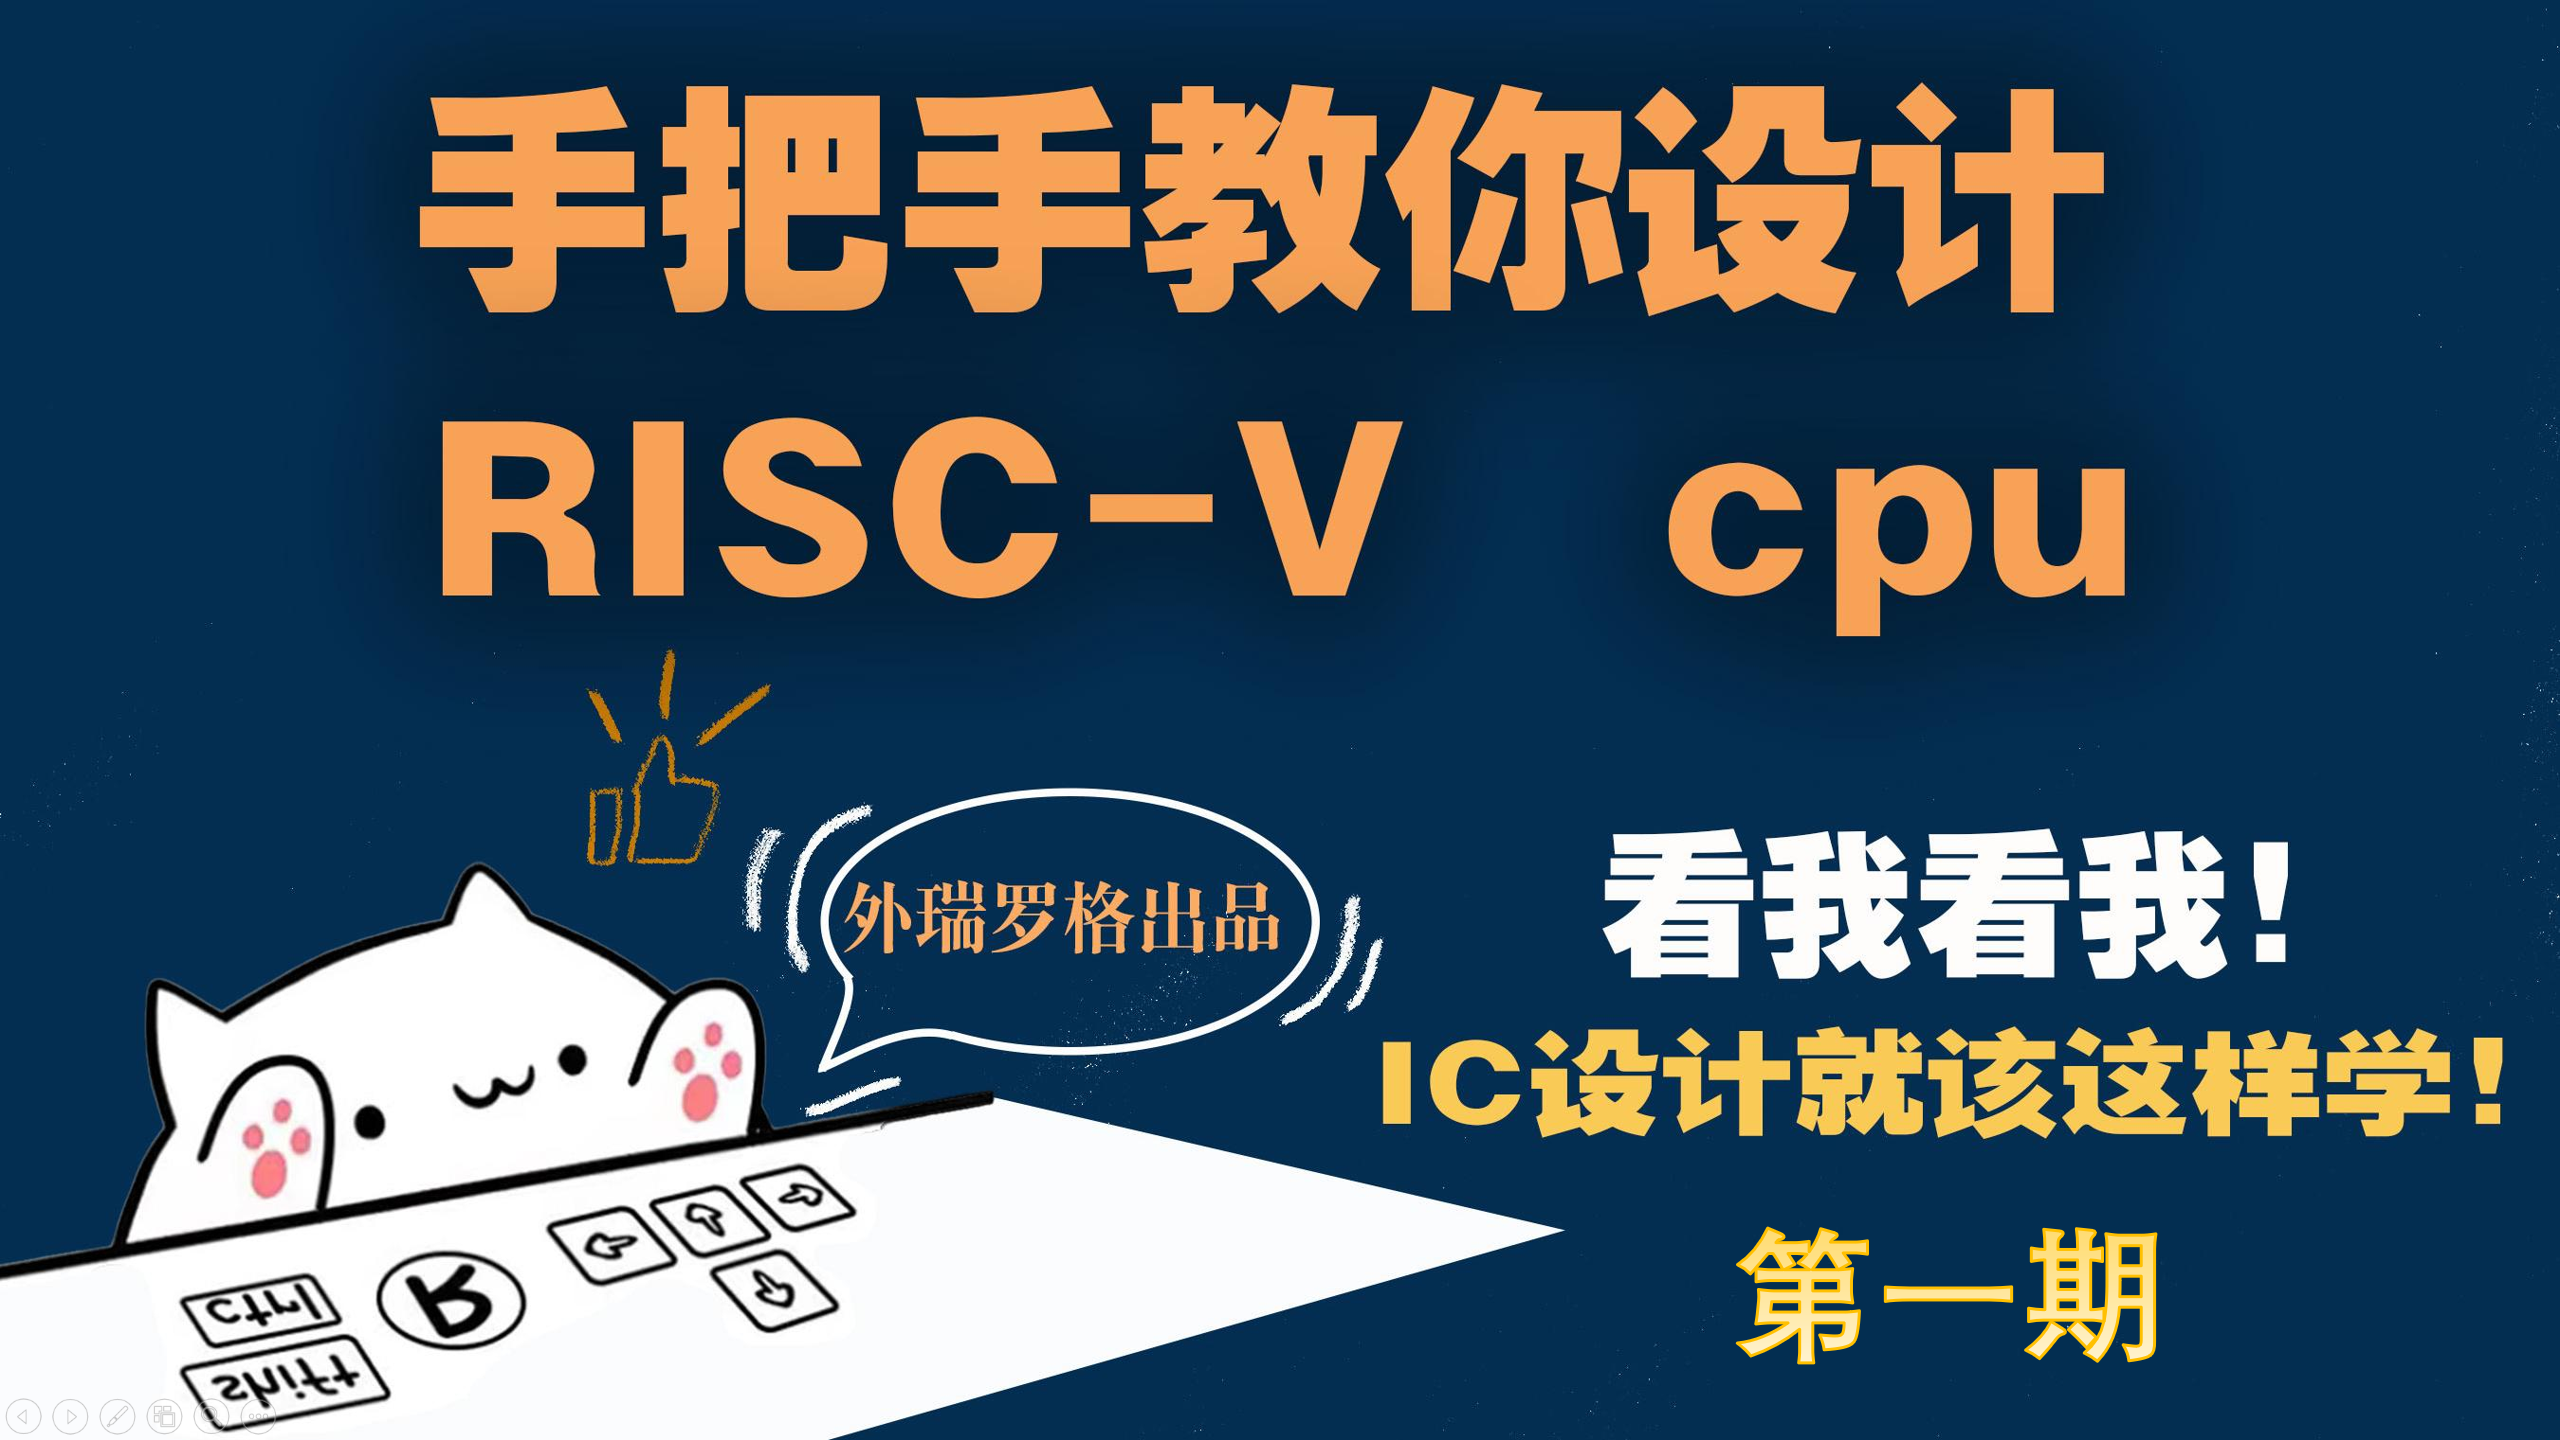 手把手教你设计
RISC-V cpu
外瑞罗格出品
看我看我！
IC设计就该这样学！
第一期
ctrl
R
shift